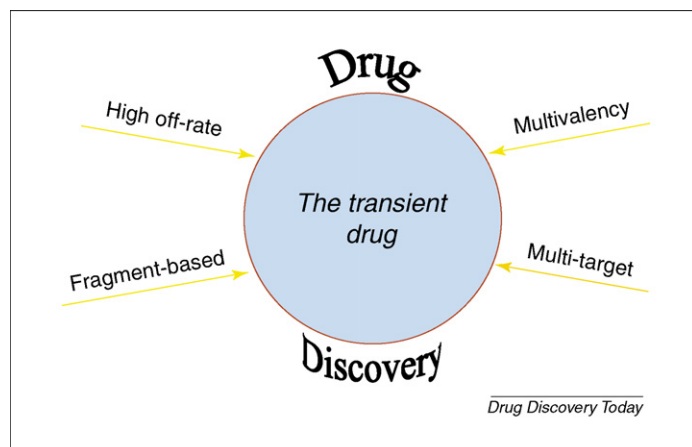 Drug
High off-rate
Multivalency
The transient
drug
Fragment-based
Multi-target
Discovery
Drug Discovery Today